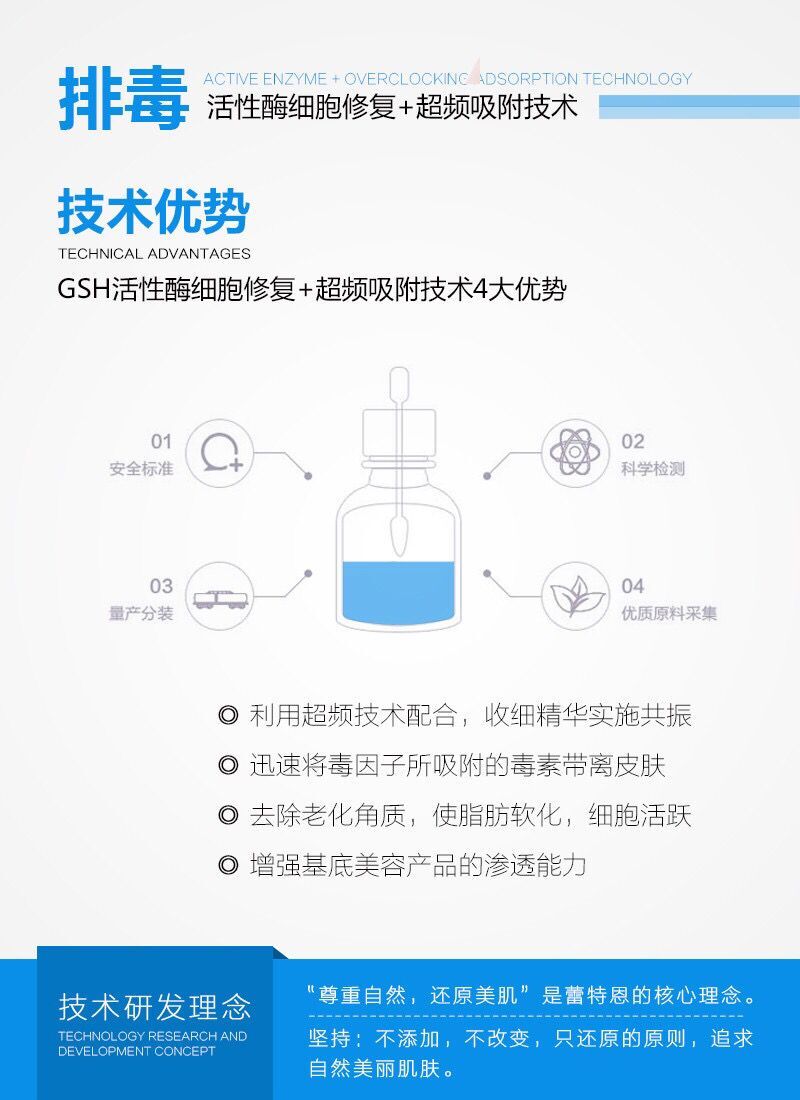 排毒
ACTIVE ENZYME + OVERCLOCKING ADSORPTION TECHNOLOGY
活性酶细胞修复+超频吸附技术
技术优势
TECHNICAL ADVANTAGES
GSH活性酶细胞修复+超频吸附技术4大优势
01
安全标准
02
科学检测
03
量产分装
04
优质原料采集
◎ 利用超频技术配合，收细精华实施共振
◎ 迅速将毒因子所吸附的毒素带离皮肤
◎ 去除老化角质，使脂肪软化，细胞活跃
◎ 增强基底美容产品的渗透能力
技术研发理念
TECHNOLOGY RESEARCH AND
DEVELOPMENT CONCEPT
“尊重自然，还原美肌”是蕾特恩的核心理念。
坚持：不添加，不改变，只还原的原则，追求
自然美丽肌肤。